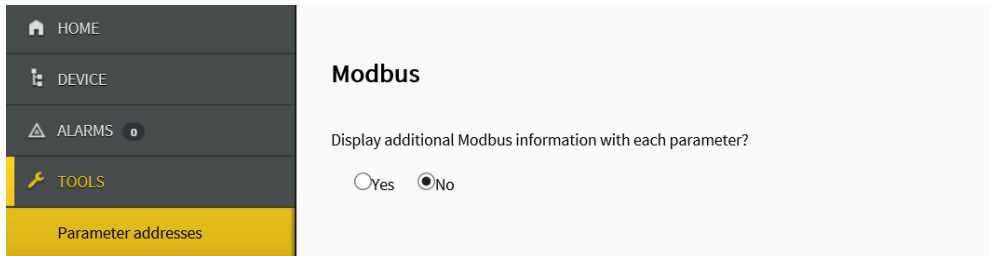 HOME
DEVICE
ALARMS 0
TOOLS
Parameter addresses
Modbus
Display additional Modbus information with each parameter?
Yes No